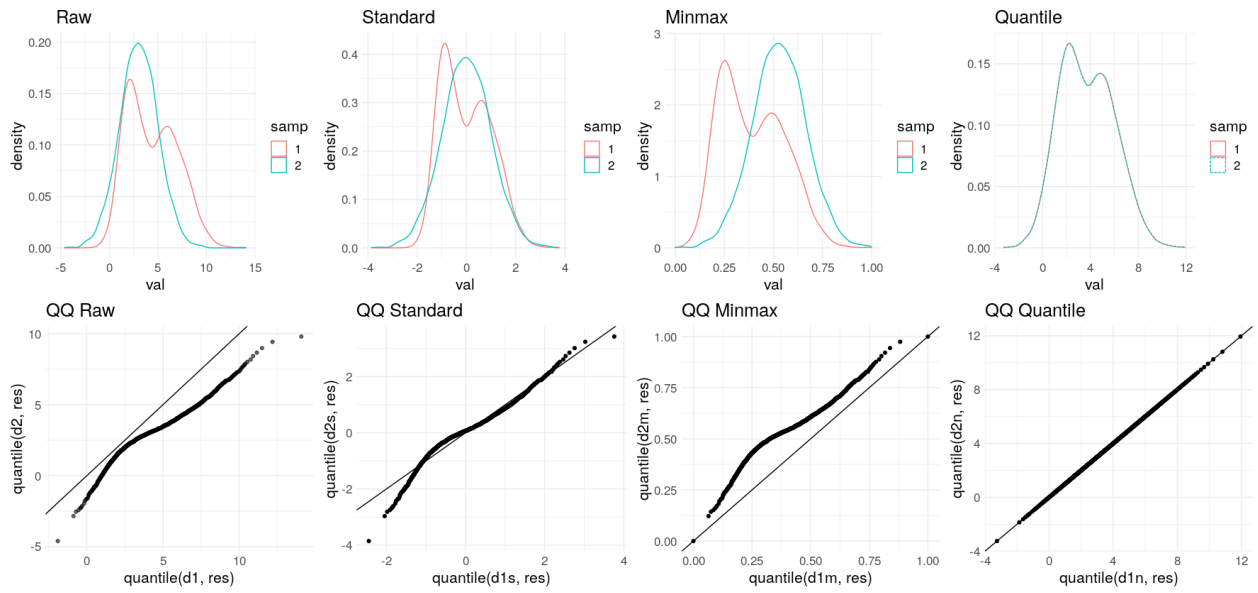 Raw
0.20
0.15
0.10
0.05
0.00
-5
0
5
10
15
val
density
samp
1
2
Standard
0.4
0.3
0.2
0.1
0.0
-4
-2
0
2
4
val
density
samp
1
2
Minmax
3
2
1
0
0.00
0.25
0.50
0.75
1.00
val
density
samp
1
2
Quantile
0.15
0.10
0.05
0.00
-4
0
4
8
12
val
density
samp
1
2
QQ Raw
10
5
0
-5
0
5
10
quantile(d1, res)
quantile(d2, res)
QQ Standard
2
0
-2
-4
-2
0
2
4
quantile(d1s, res)
quantile(d2s, res)
QQ Minmax
1.00
0.75
0.50
0.25
0.00
0.00
0.25
0.50
0.75
1.00
quantile(d1m, res)
quantile(d2m, res)
QQ Quantile
12
8
4
0
-4
-4
0
4
8
12
quantile(d1n, res)
quantile(d2n, res)